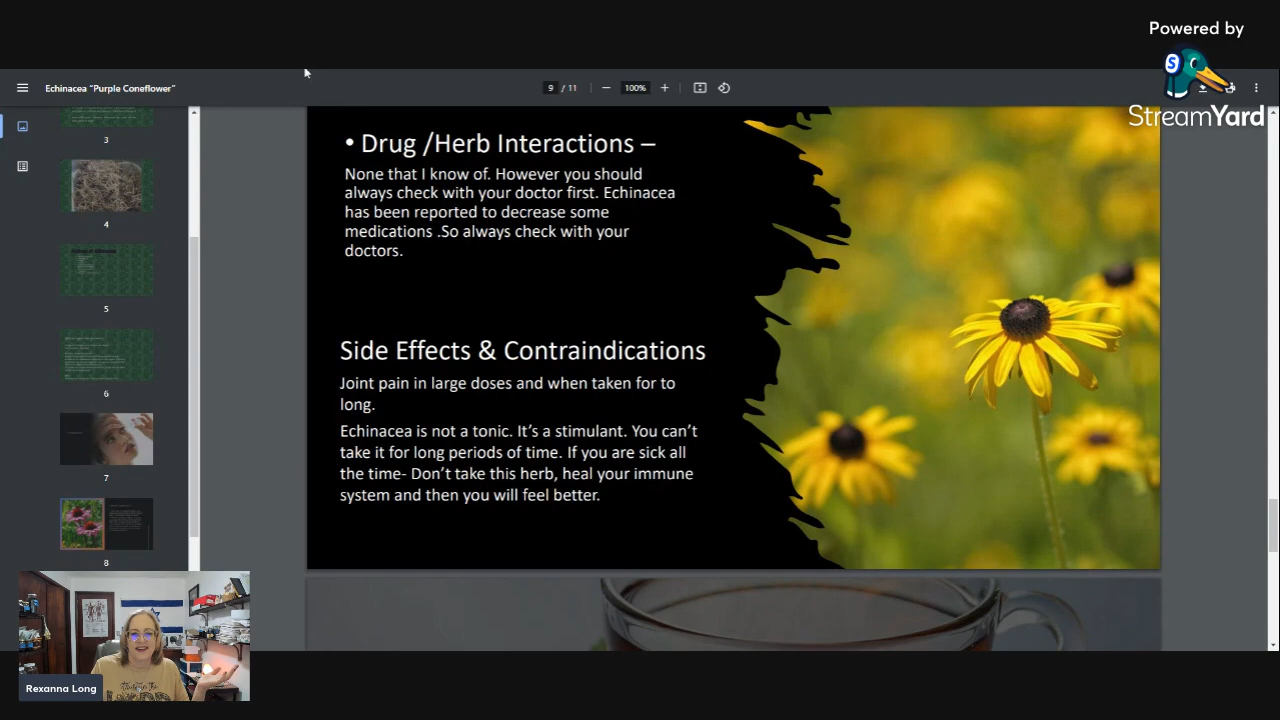 Powered by
StreamYard
Echinacea "Purple Coneflower"
9 / 11
100%
• Drug /Herb Interactions –
None that I know of. However you should
always check with your doctor first. Echinacea
has been reported to decrease some
medications .So always check with your
doctors.
Side Effects & Contraindications
Joint pain in large doses and when taken for to
long.
Echinacea is not a tonic. It's a stimulant. You can't
take it for long periods of time. If you are sick all
the time- Don't take this herb, heal your immune
system and then you will feel better.
3
4
5
6
7
8
Rexanna Long